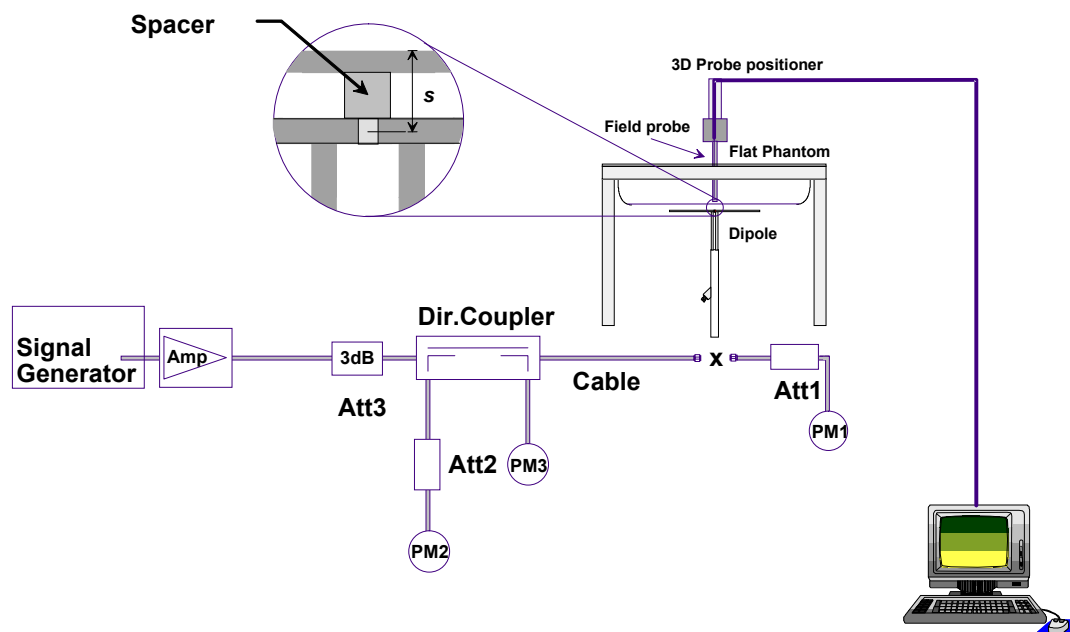 Spacer
s
3D Probe positioner
Field probe
Flat Phantom
Dipole
Dir.Coupler
Signal
Generator
Amp
3dB
Att3
Cable
x
Att1
PM1
Att2
PM3
PM2